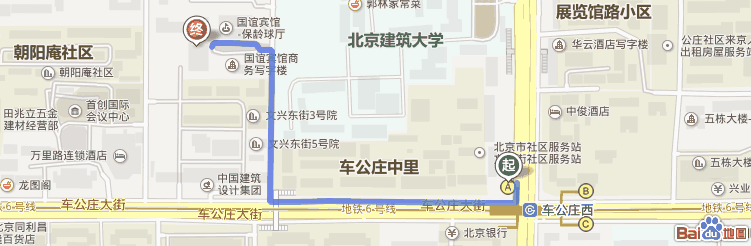 郭林家常菜
展览馆路小区
国谊宾馆
-保龄球厅
终
北京建筑大学
华云酒店写字楼
公庄社区来京人
出租房屋服务站
朝阳庵社区
朝阳庵社区
国谊宾馆商
务写字楼
田兆立五金
建材经营部
首创国际
会议中心
文兴东街3号院
中俊酒店
五栋大楼-
文兴东街5号院
北京市社区服务站
市社区服务站
万里路连锁酒店
车公庄中里
起
五栋大楼
中国建筑
设计集团
龙图阁
A
B
兴业
车公庄大街
车公庄大街
地铁-6号线
车公庄大街
车公庄西
C
北京同利昌
百货店
北京银行
地铁-6号线
Baidu地图